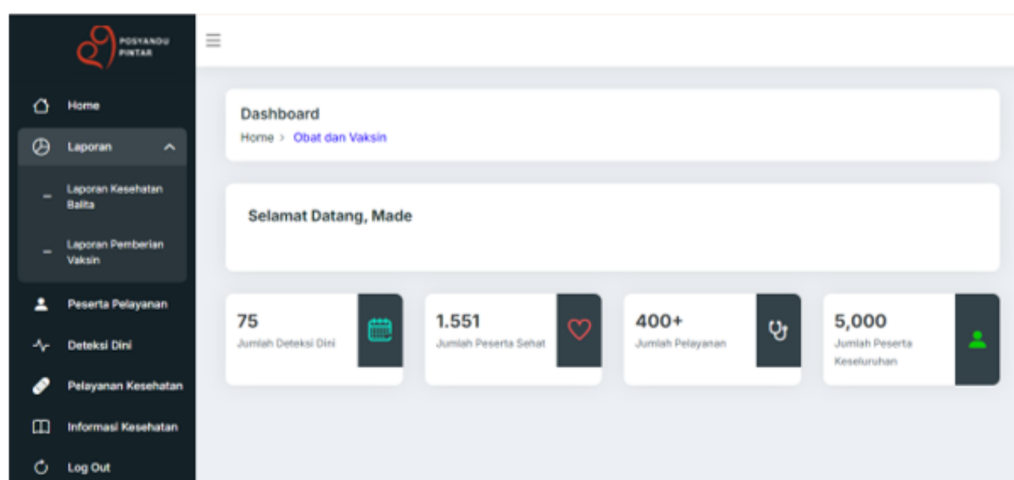 POSYANDU
PINTAR
Home
Laporan
Laporan Kesehatan
Balita
Laporan Pemberian
Vaksin
Peserta Pelayanan
Deteksi Dini
Pelayanan Kesehatan
Informasi Kesehatan
Log Out
Dashboard
Home > Obat dan Vaksin
Selamat Datang, Made
75
Jumlah Deteksi Dini
1.551
Jumlah Peserta Sehat
400+
Jumlah Pelayanan
5,000
Jumlah Peserta
Keseluruhan